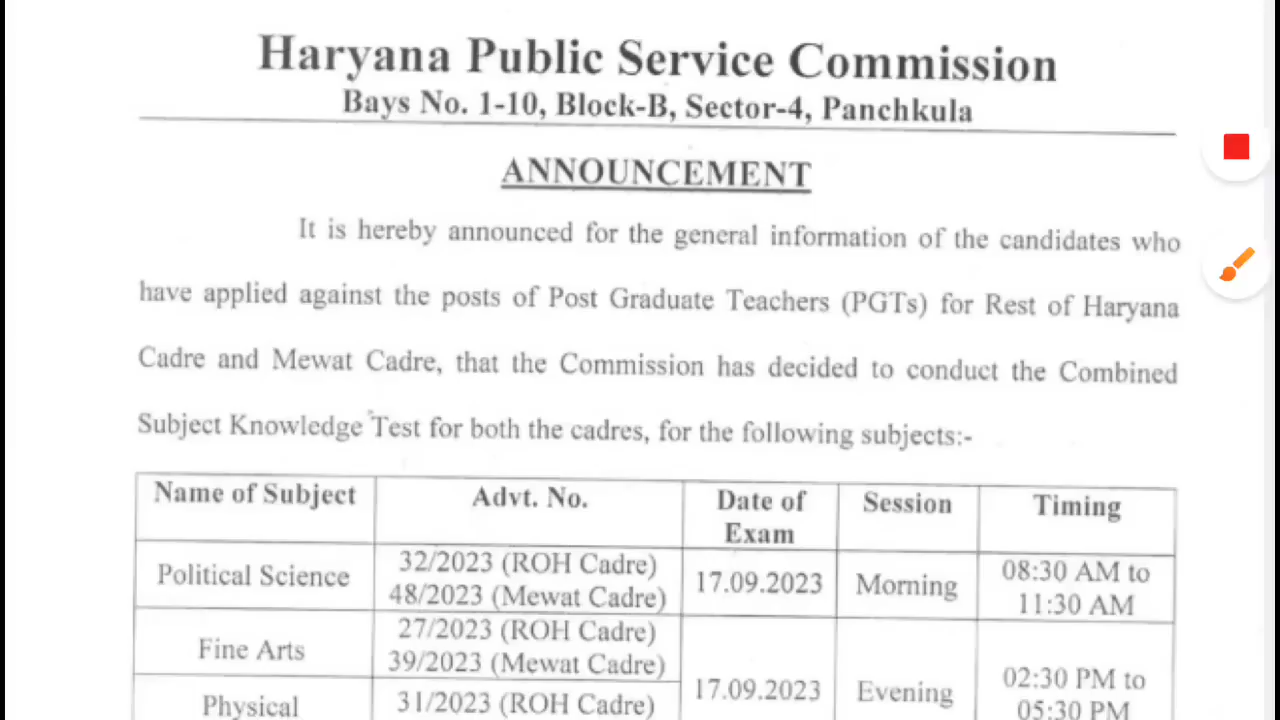 Haryana Public Service Commission
Bays No. 1-10, Block-B, Sector-4, Panchkula
ANNOUNCEMENT
It is hereby announced for the general information of the candidates who
have applied against the posts of Post Graduate Teachers (PGTs) for Rest of Haryana
Cadre and Mewat Cadre, that the Commission has decided to conduct the Combined
Subject Knowledge Test for both the cadres, for the following subjects:-
Name of Subject Advt. No. Date of Exam Session Timing
Political Science 32/2023 (ROH Cadre) 48/2023 (Mewat Cadre) 17.09.2023 Morning 08:30 AM to 11:30 AM
Fine Arts 27/2023 (ROH Cadre) 39/2023 (Mewat Cadre) 17.09.2023 Evening 02:30 PM to 05:30 PM
Physical 31/2023 (ROH Cadre)